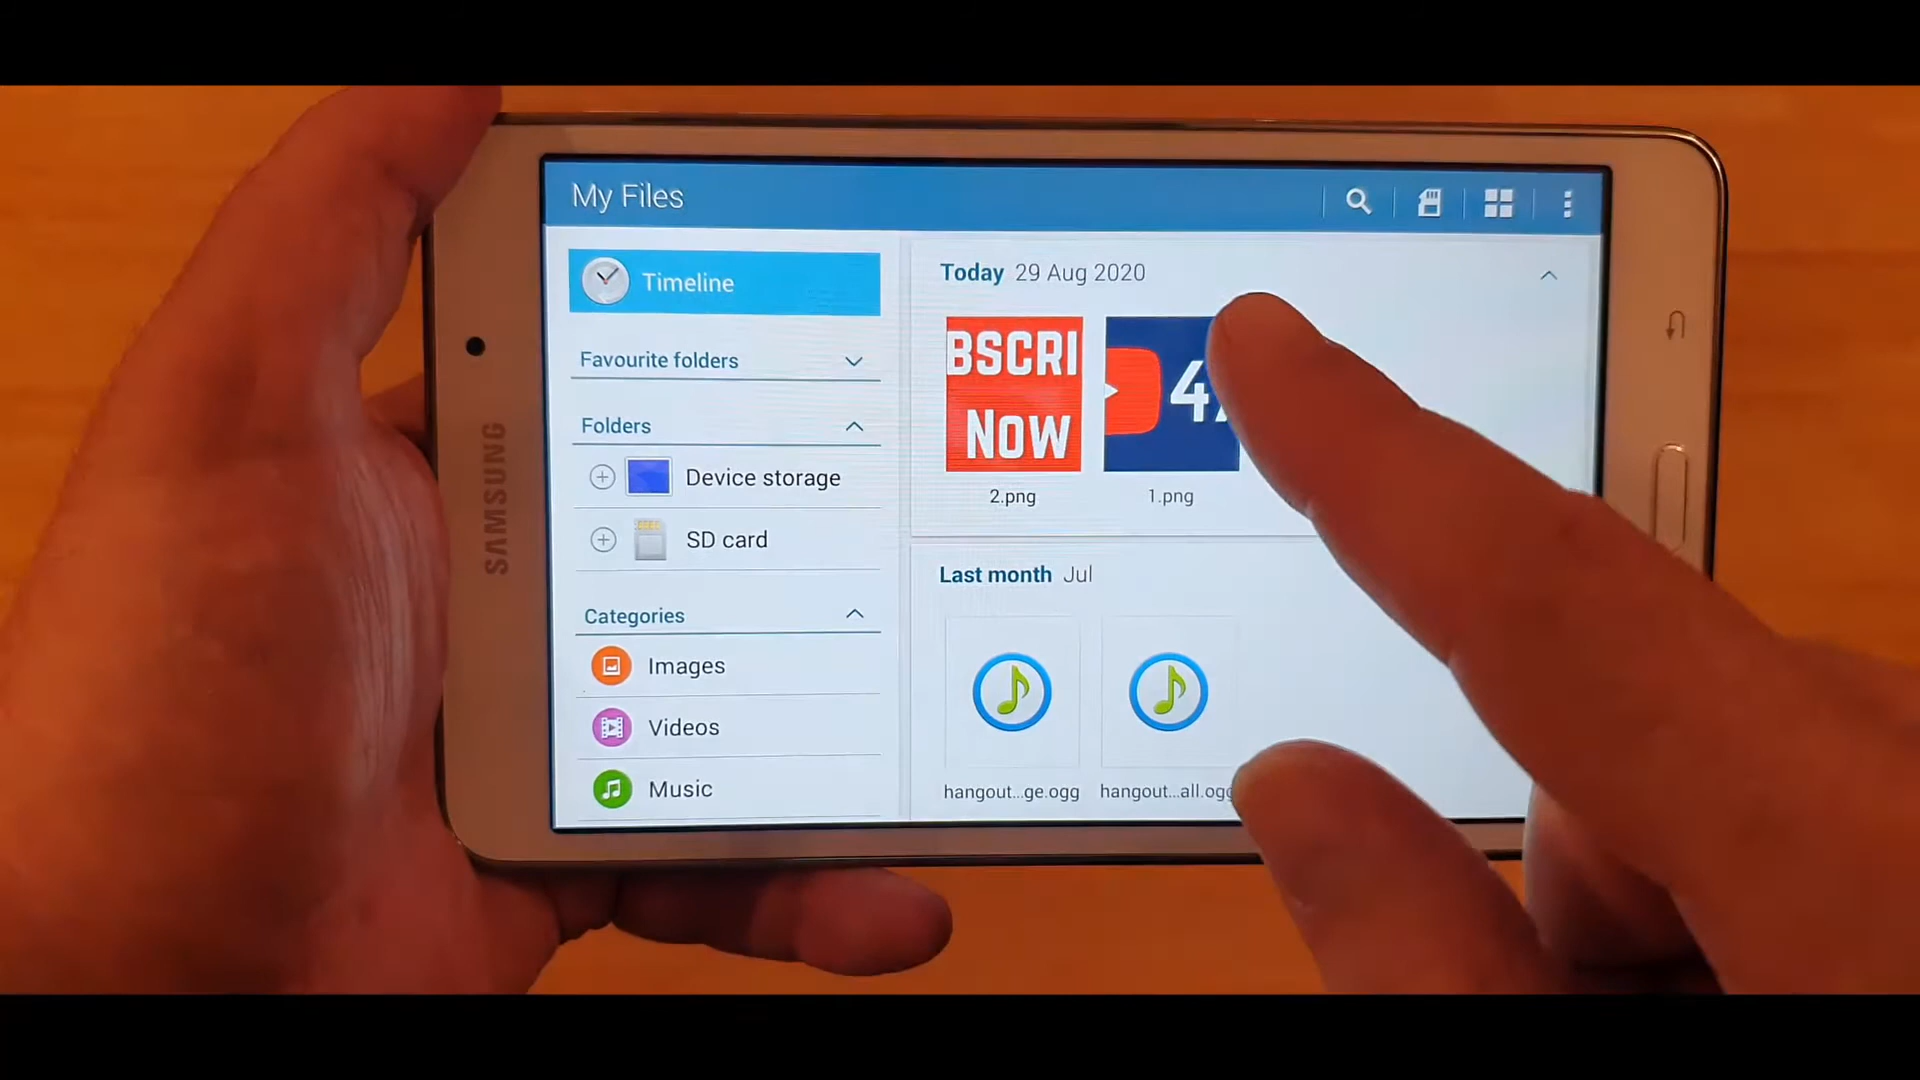 My Files
Timeline
Favourite folders
Folders
Device storage
SD card
Categories
Images
Videos
Music
Today 29 Aug 2020
BSCRI
NOW
2.png
1.png
Last month Jul
hangout...ge.ogg
hangout...all.ogg
SAMSUNG